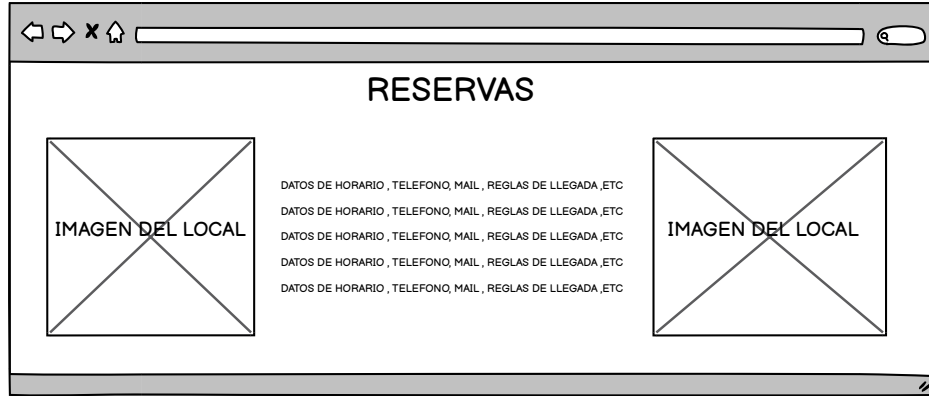 RESERVAS
IMAGEN DEL LOCAL
DATOS DE HORARIO , TELEFONO, MAIL , REGLAS DE LLEGADA ,ETC
DATOS DE HORARIO , TELEFONO, MAIL , REGLAS DE LLEGADA ,ETC
DATOS DE HORARIO , TELEFONO, MAIL , REGLAS DE LLEGADA ,ETC
DATOS DE HORARIO , TELEFONO, MAIL , REGLAS DE LLEGADA ,ETC
DATOS DE HORARIO , TELEFONO, MAIL , REGLAS DE LLEGADA ,ETC
IMAGEN DEL LOCAL